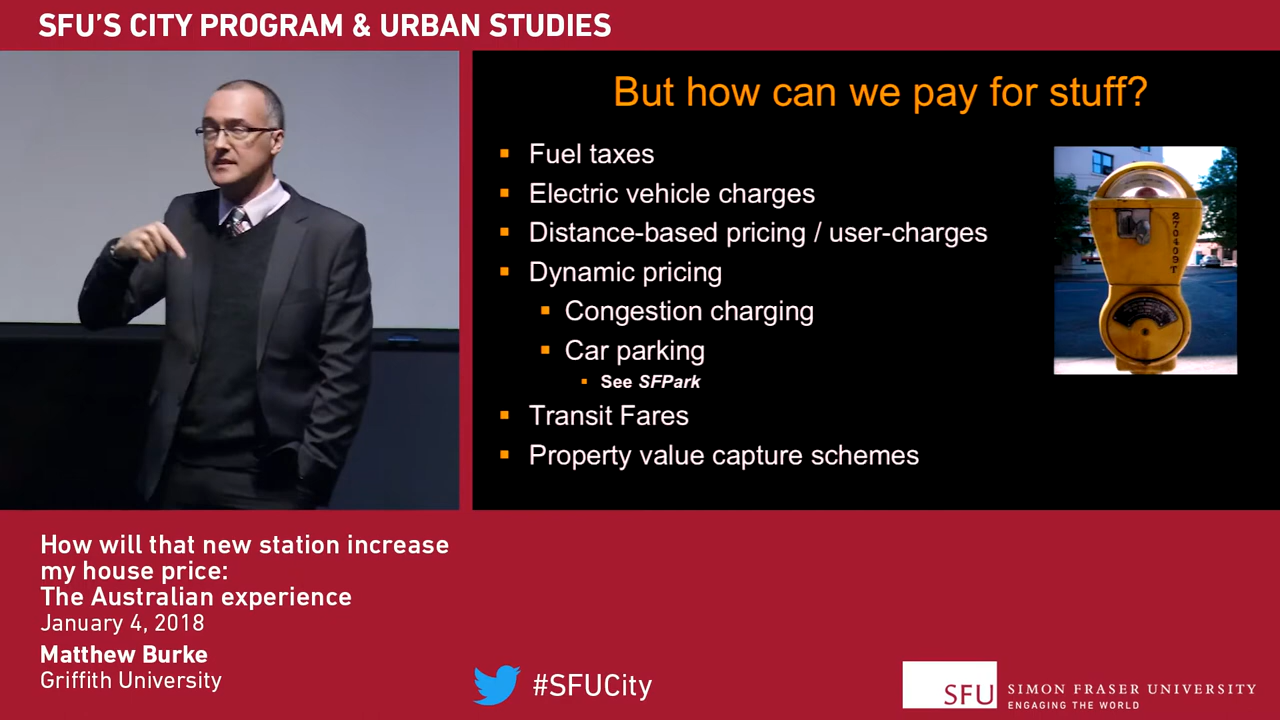 SFU'S CITY PROGRAM & URBAN STUDIES
But how can we pay for stuff?
Fuel taxes
Electric vehicle charges
Distance-based pricing / user-charges
Dynamic pricing
Congestion charging
Car parking
See SFPark
Transit Fares
Property value capture schemes
270409T
How will that new station increase
my house price:
The Australian experience
January 4, 2018
Matthew Burke
Griffith University
#SFUCity
SFU
SIMON FRASER UNIVERSITY
ENGAGING THE WORLD